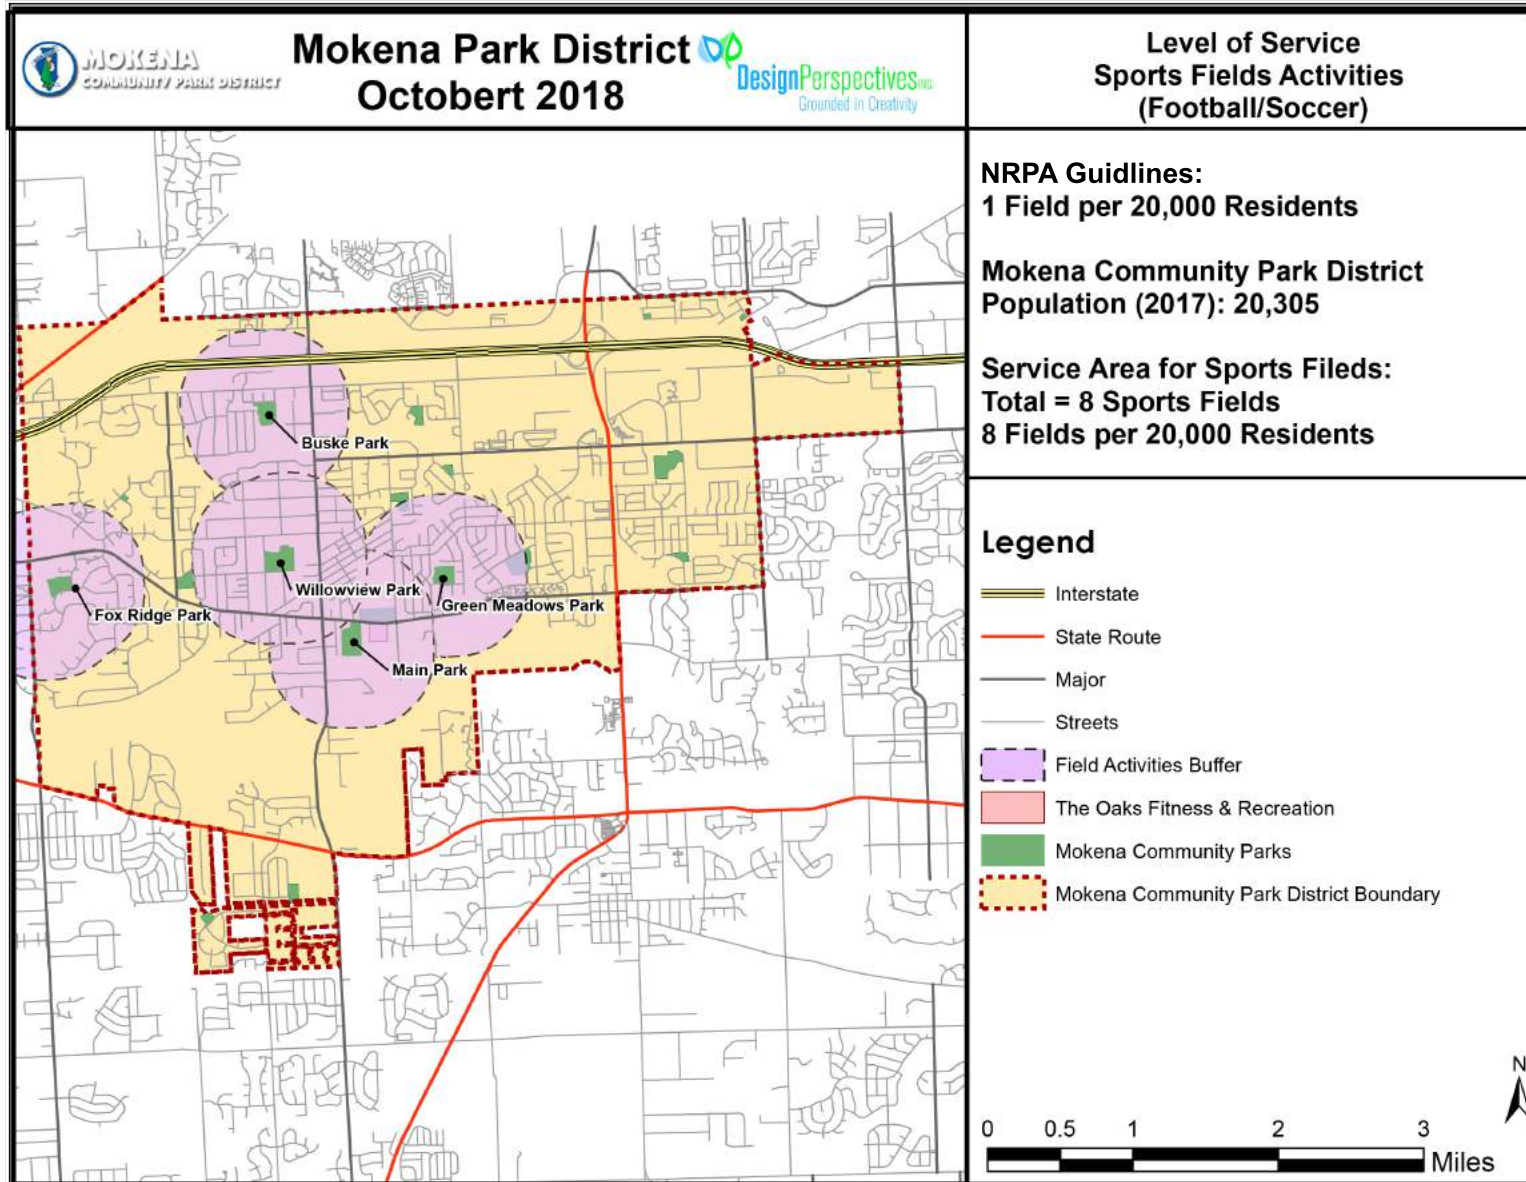 MOKENA
COMMUNITY PARK DISTRICT
Mokena Park District
Octobert 2018
DesignPerspectives
Grounded in Creativity
Level of Service
Sports Fields Activities
(Football/Soccer)
NRPA Guidlines:
1 Field per 20,000 Residents
Mokena Community Park District
Population (2017): 20,305
Service Area for Sports Fileds:
Total = 8 Sports Fields
8 Fields per 20,000 Residents
Buske Park
Willowview Park
Green Meadows Park
Fox Ridge Park
Main Park
Legend
Interstate
State Route
Major
Streets
Field Activities Buffer
The Oaks Fitness & Recreation
Mokena Community Parks
Mokena Community Park District Boundary
N
0 0.5 1 2 3
Miles